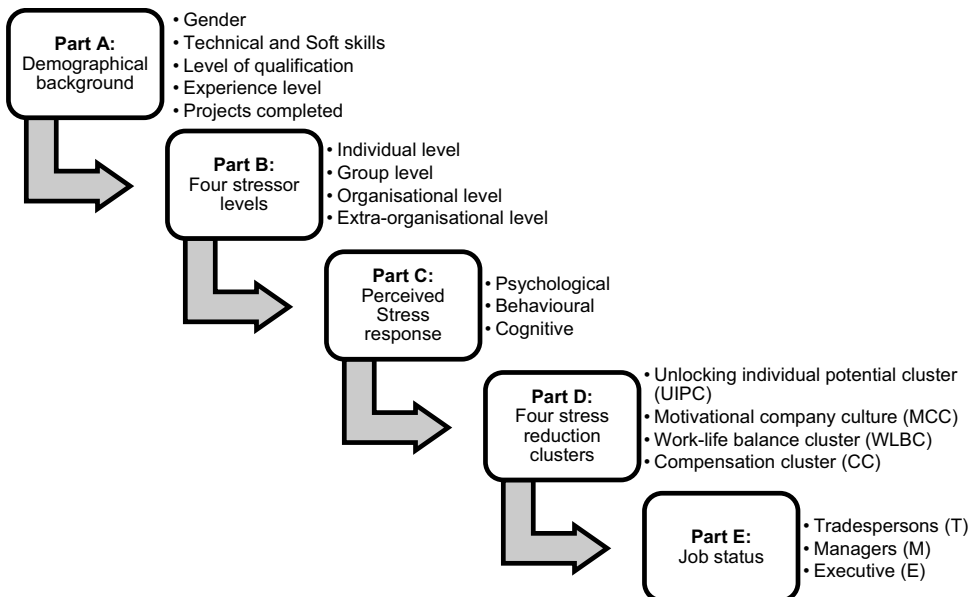 Part A:
Demographical
background
• Gender
• Technical and Soft skills
• Level of qualification
• Experience level
• Projects completed
Part B:
Four stressor
levels
• Individual level
• Group level
• Organisational level
• Extra-organisational level
Part C:
Perceived
Stress
response
• Psychological
• Behavioural
• Cognitive
Part D:
Four stress
reduction
clusters
• Unlocking individual potential cluster
(UIPC)
• Motivational company culture (MCC)
• Work-life balance cluster (WLBC)
• Compensation cluster (CC)
Part E:
Job status
• Tradespersons (T)
• Managers (M)
• Executive (E)